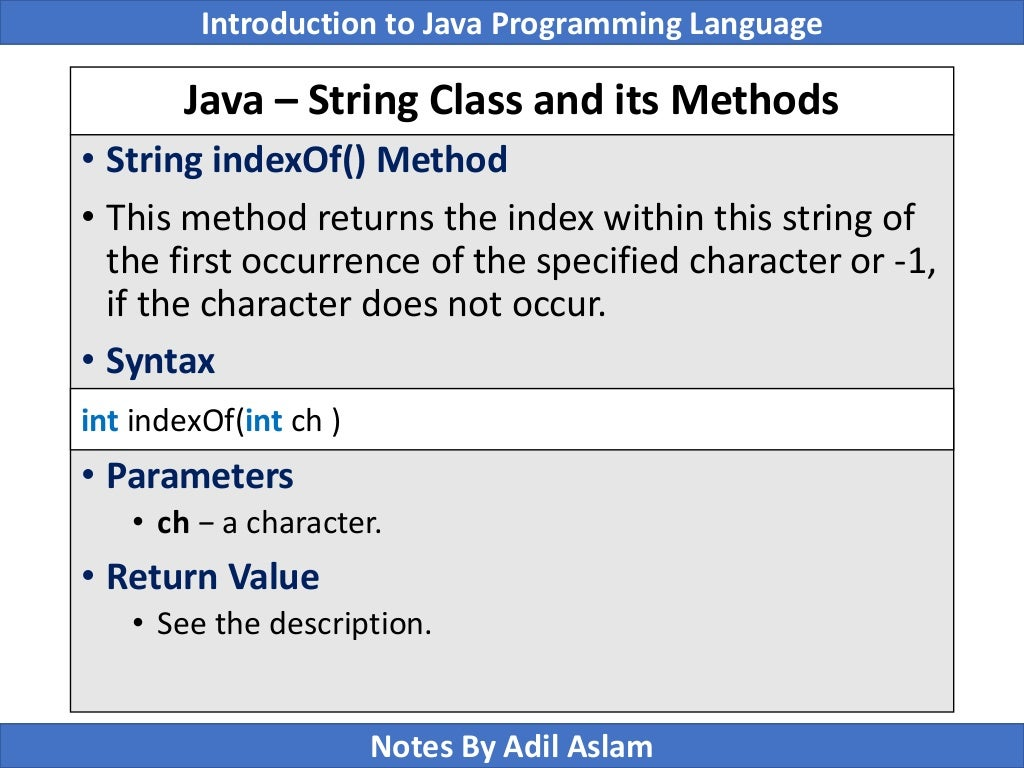 Introduction to Java Programming Language
Java – String Class and its Methods
• String indexOf() Method
• This method returns the index within this string of
the first occurrence of the specified character or -1,
if the character does not occur.
• Syntax
int indexOf(int ch )
• Parameters
• ch − a character.
• Return Value
• See the description.
Notes By Adil Aslam